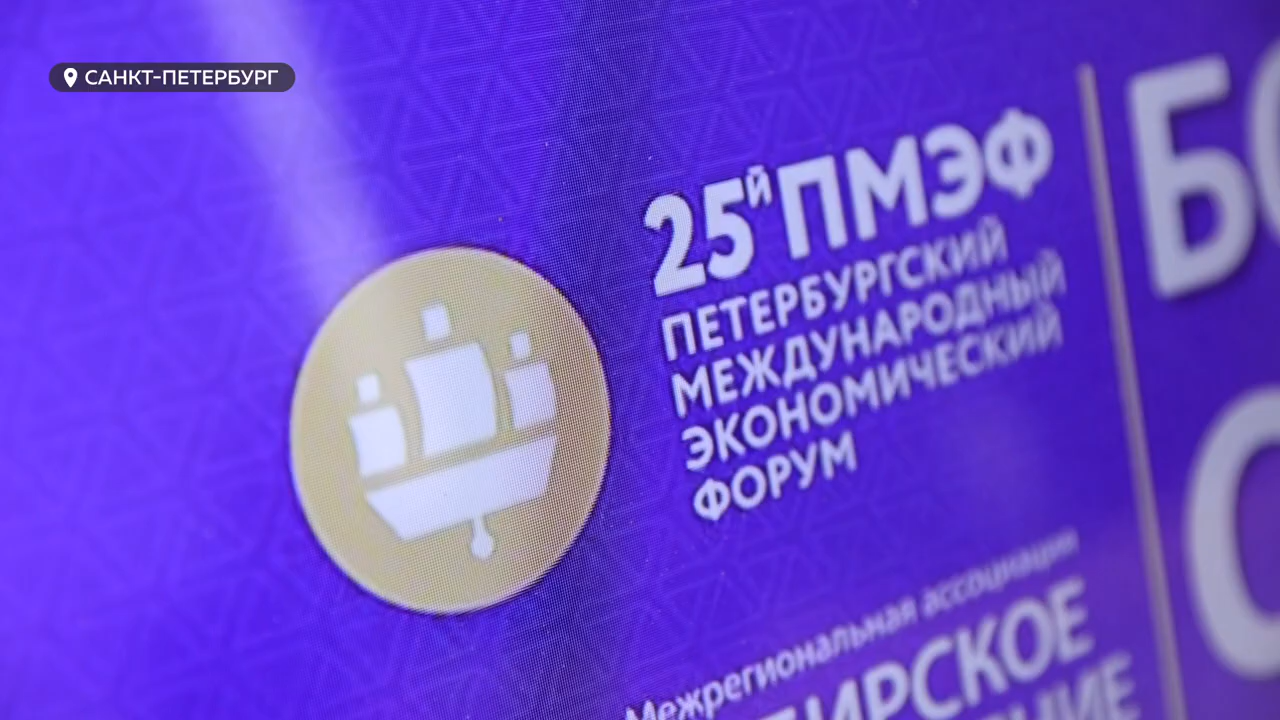 САНКТ-ПЕТЕРБУРГ
25й ПМЭФ
ПЕТЕРБУРГСКИЙ
МЕЖДУНАРОДНЫЙ
ЭКОНОМИЧЕСКИЙ
ФОРУМ
Межрегиональная ассоциация